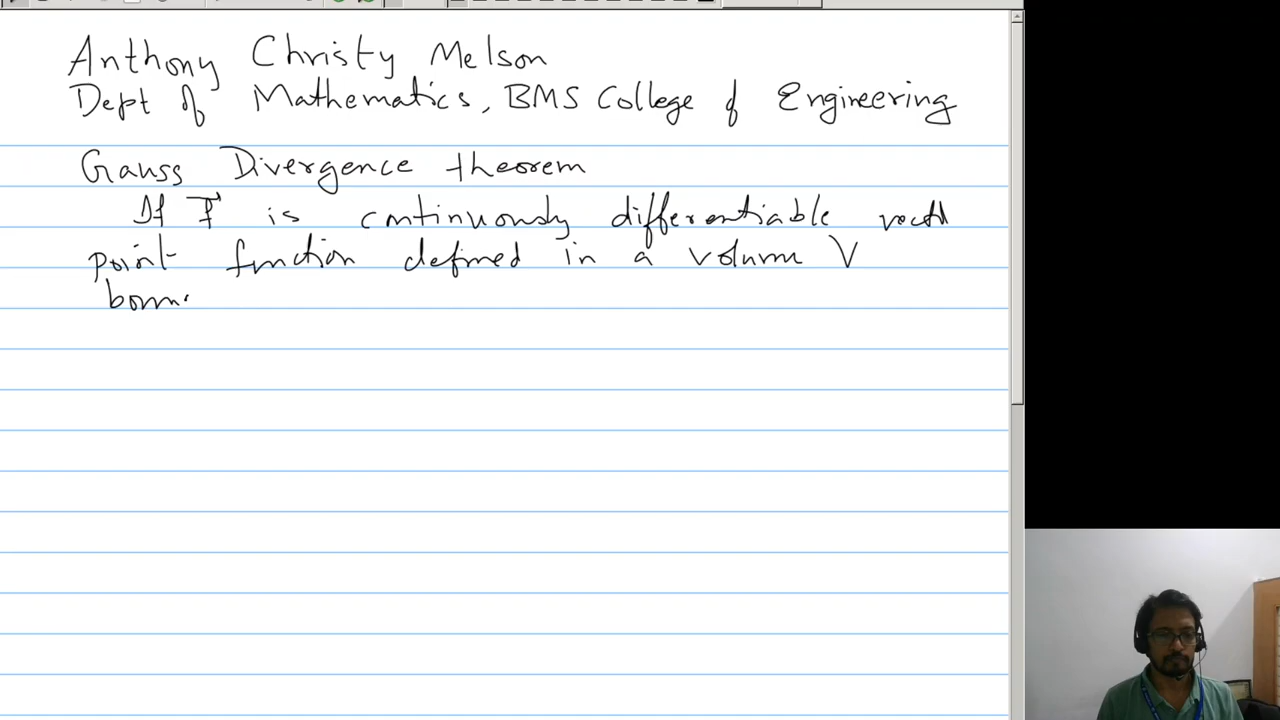 Anthony Christy Melson
Dept of Mathematics, BMS College of Engineering
Gauss Divergence theorem
If F is continuously differentiable vector
point function defined in a volume V
boun